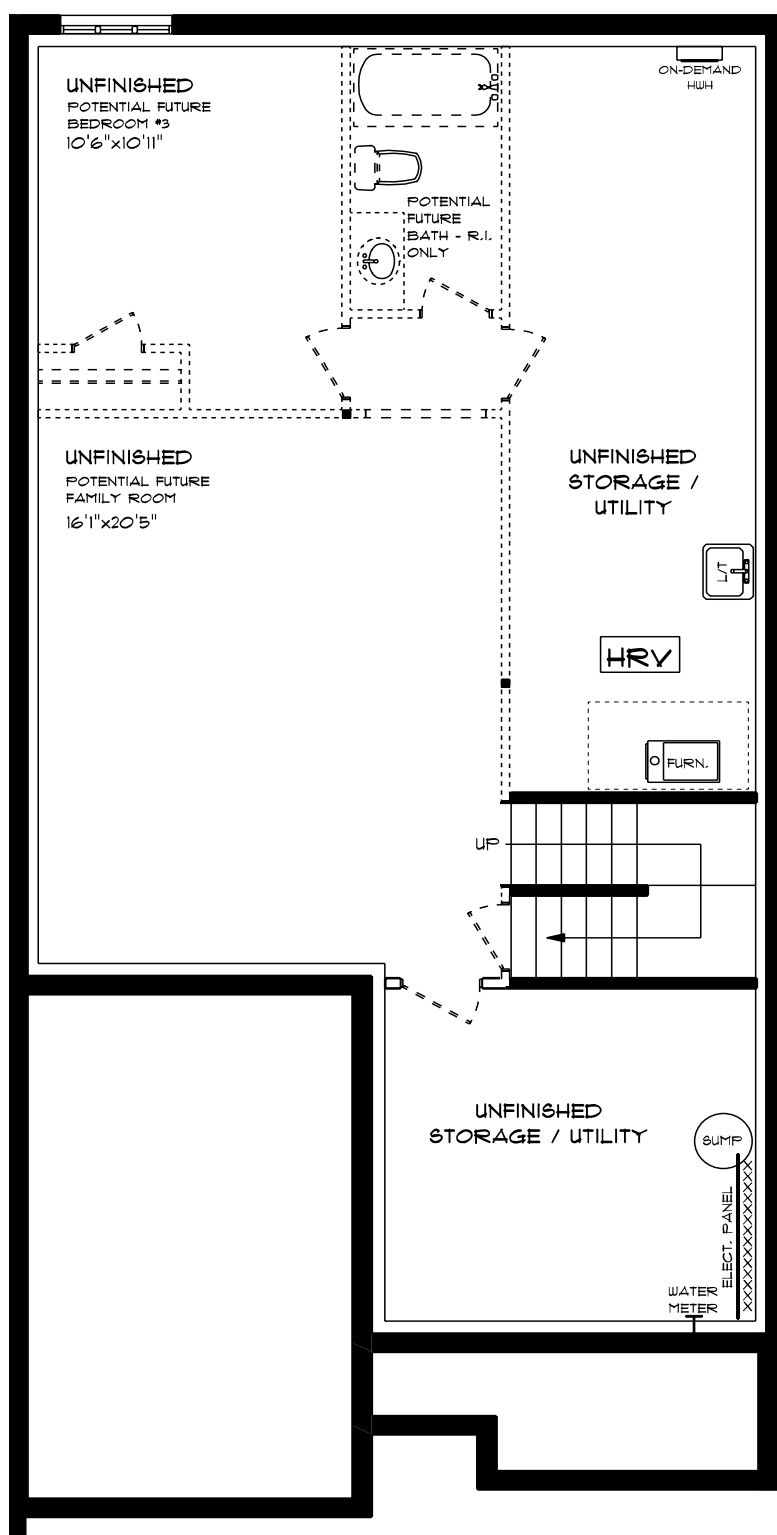 UNFINISHED
POTENTIAL FUTURE
BEDROOM #3
10'6"x10'11"
ON-DEMAND
HWH
POTENTIAL
FUTURE
BATH - R.I.
ONLY
UNFINISHED
POTENTIAL FUTURE
FAMILY ROOM
16'1"x20'5"
UNFINISHED
STORAGE /
UTILITY
L/T
HRV
FURN.
UP
UNFINISHED
STORAGE / UTILITY
SUMP
ELECT. PANEL
WATER
METER